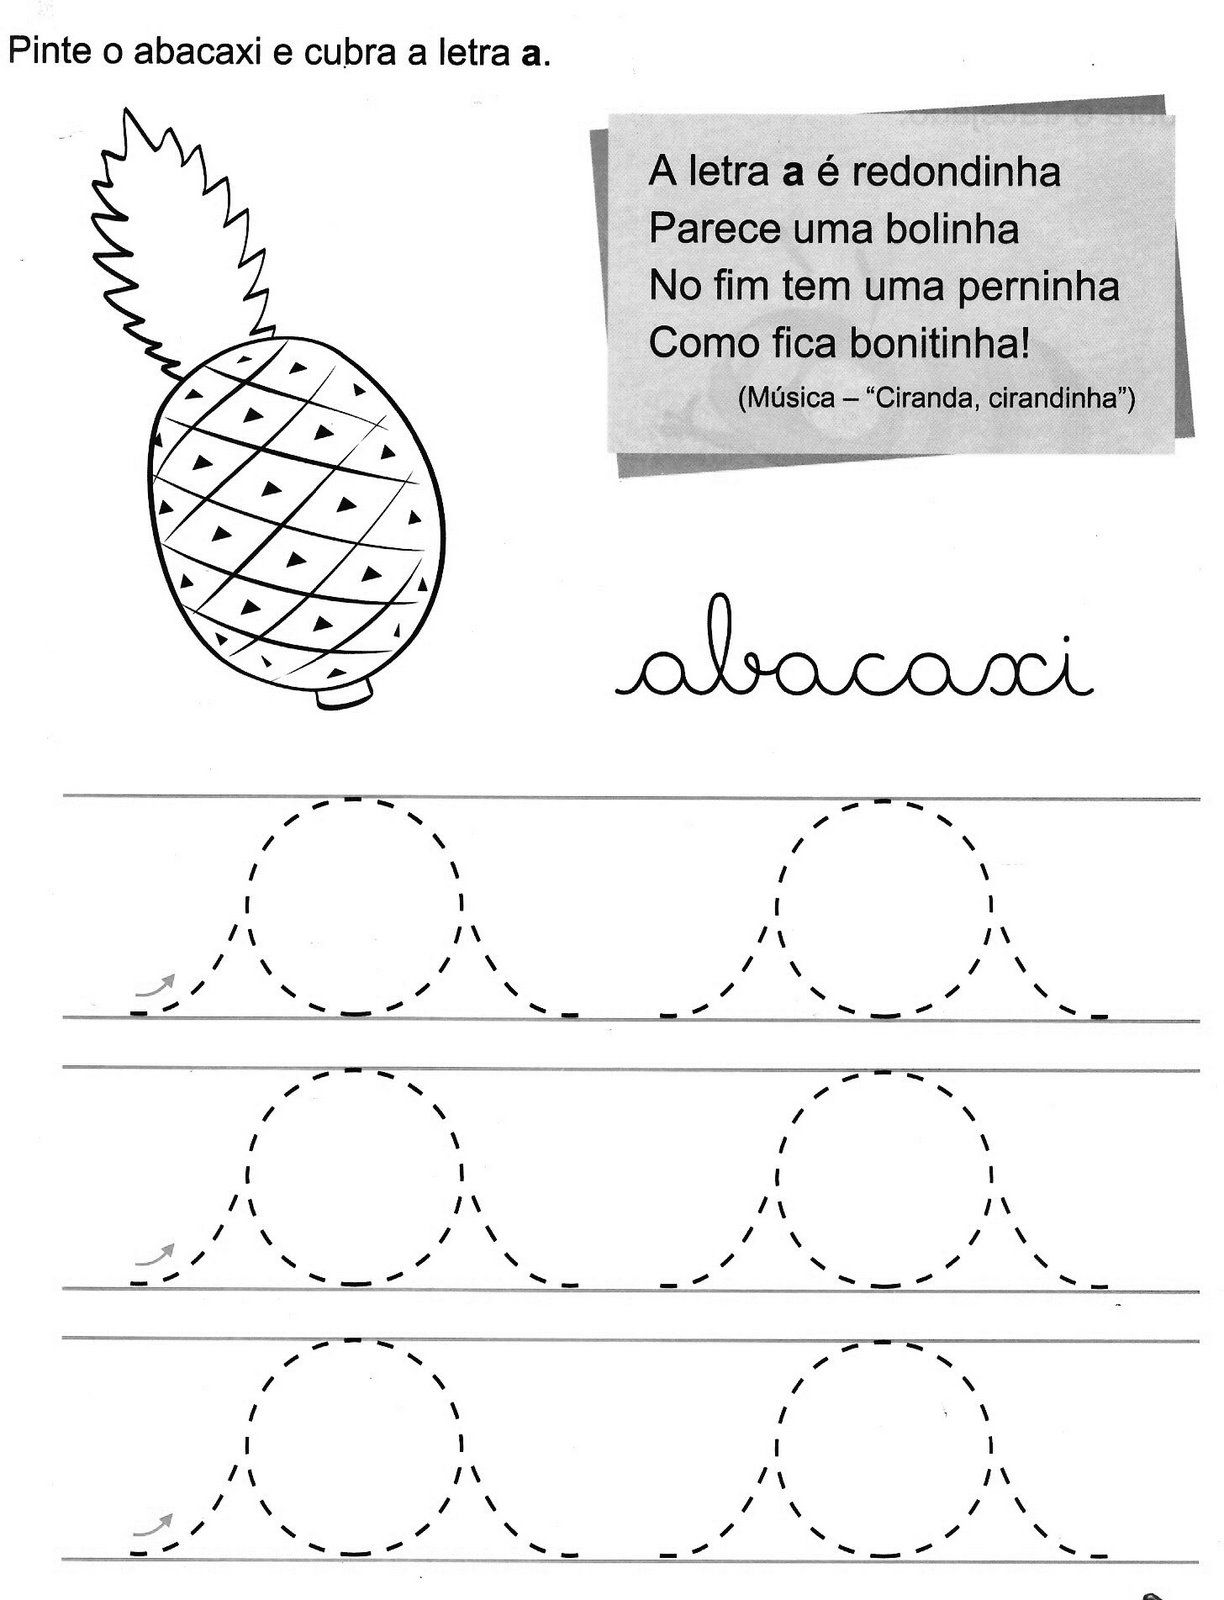 Pinte o abacaxi e cubra a letra a.
A letra a é redondinha
Parece uma bolinha
No fim tem uma perninha
Como fica bonitinha!
(Música – “Ciranda, cirandinha”)
abacaxi
a a
a a
a a